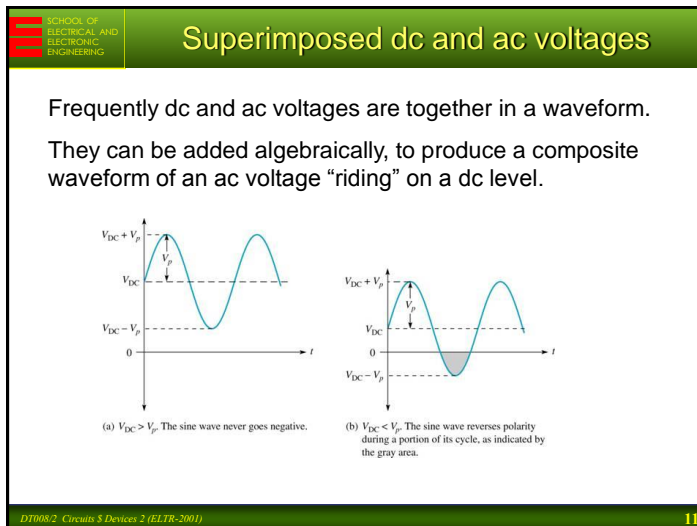 SCHOOL OF
ELECTRICAL AND
ELECTRONIC
ENGINEERING
Superimposed dc and ac voltages
Frequently dc and ac voltages are together in a waveform.
They can be added algebraically, to produce a composite
waveform of an ac voltage “riding” on a dc level.
V_DC + V_p
V_p
V_DC
V_DC – V_p
0
t
(a) V_DC > V_p. The sine wave never goes negative.
V_DC + V_p
V_p
V_DC
0
t
V_DC – V_p
(b) V_DC < V_p. The sine wave reverses polarity
during a portion of its cycle, as indicated by
the gray area.
DT008/2 Circuits $ Devices 2 (ELTR-2001)
11